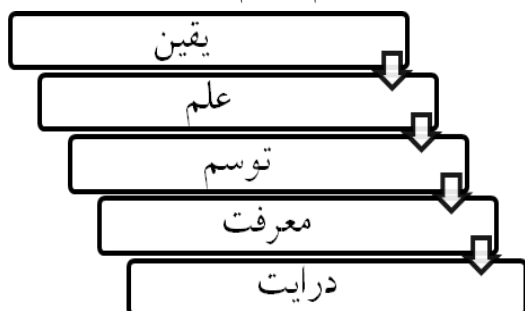 یقین
علم
توسم
معرفت
درایت